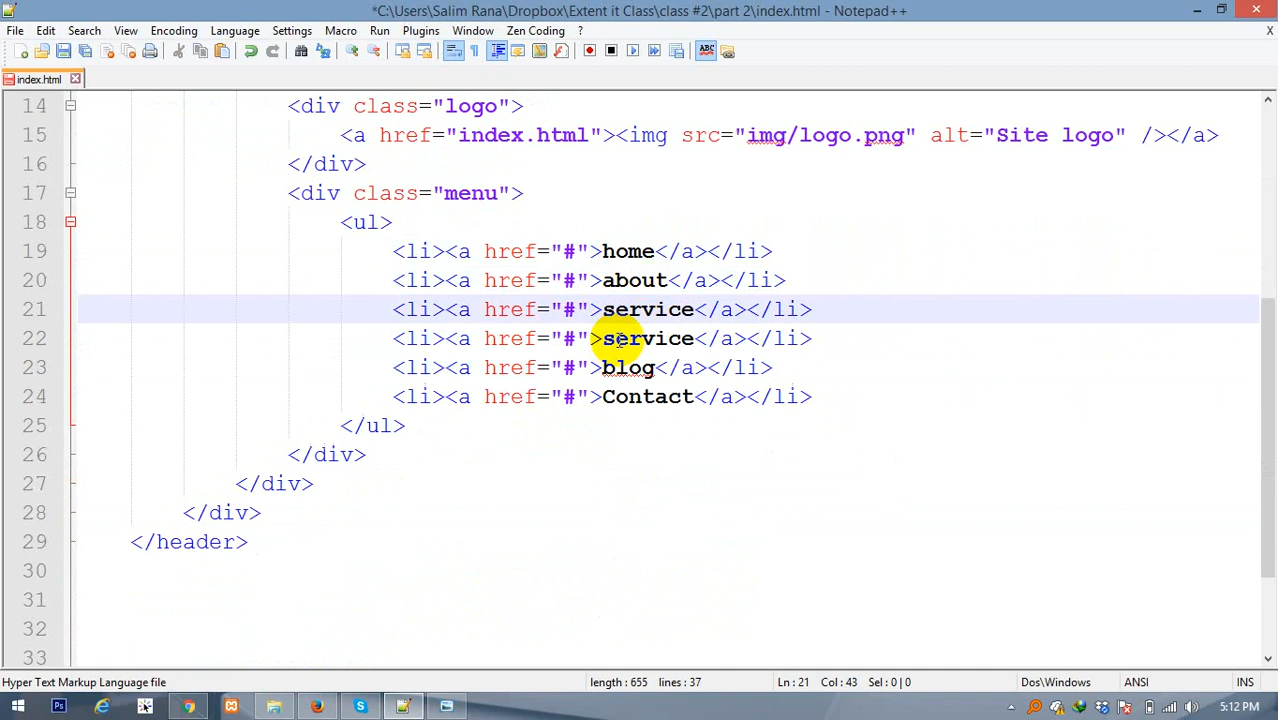 *C:\Users\Salim Rana\Dropbox\Extent it Class\class #2\part 2\index.html - Notepad++
File Edit Search View Encoding Language Settings Macro Run Plugins Window Zen Coding ? X
ABC
index.html
14 <div class="logo">
15 <a href="index.html"><img src="img/logo.png" alt="Site logo" /></a>
16 </div>
17 <div class="menu">
18 <ul>
19 <li><a href="#">home</a></li>
20 <li><a href="#">about</a></li>
21 <li><a href="#">service</a></li>
22 <li><a href="#">service</a></li>
23 <li><a href="#">blog</a></li>
24 <li><a href="#">Contact</a></li>
25 </ul>
26 </div>
27 </div>
28 </div>
29 </header>
30
31
32
33
Hyper Text Markup Language file length : 655 lines : 37 Ln : 21 Col : 43 Sel : 0 | 0 Dos\Windows ANSI INS
Ps 5:12 PM